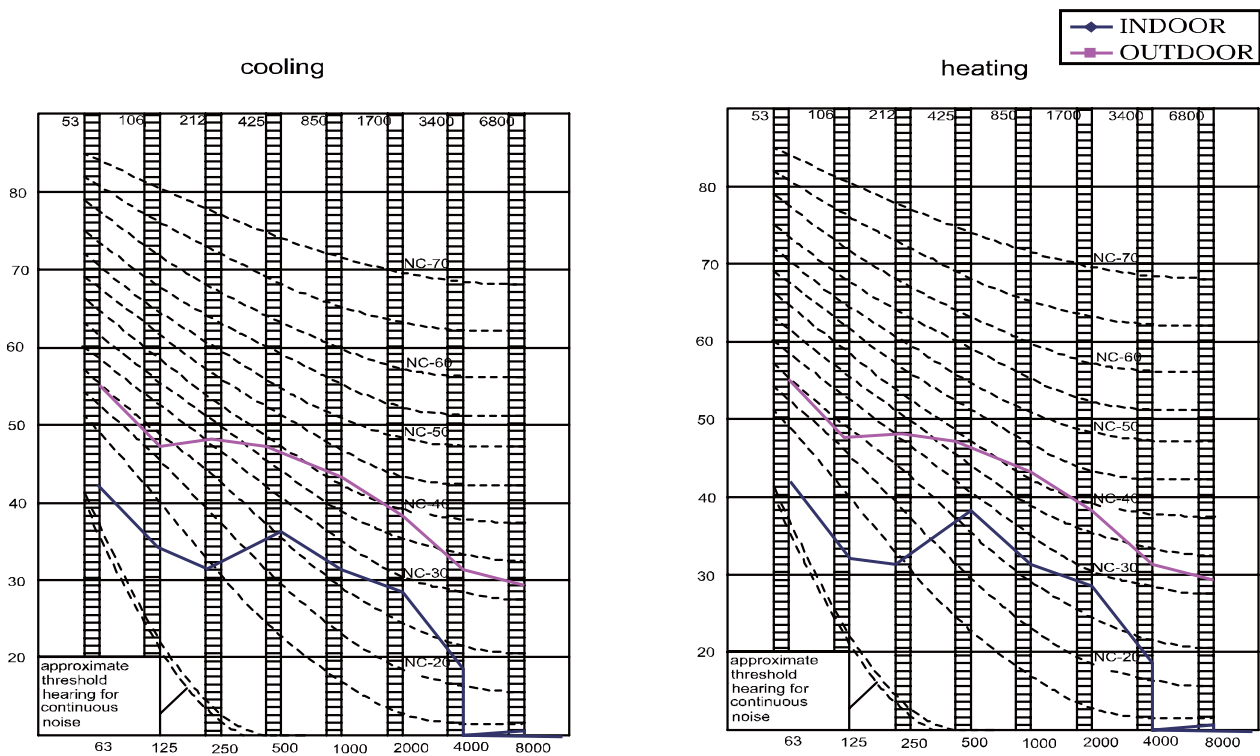 INDOOR
OUTDOOR
cooling
53 106 212 425 850 1700 3400 6800
80
70
60
50
40
30
20
NC-70
NC-60
NC-50
NC-40
NC-30
NC-20
approximate
threshold
hearing for
continuous
noise
63 125 250 500 1000 2000 4000 8000
heating
53 106 212 425 850 1700 3400 6800
80
70
60
50
40
30
20
NC-70
NC-60
NC-50
NC-40
NC-30
NC-20
approximate
threshold
hearing for
continuous
noise
63 125 250 500 1000 2000 4000 8000